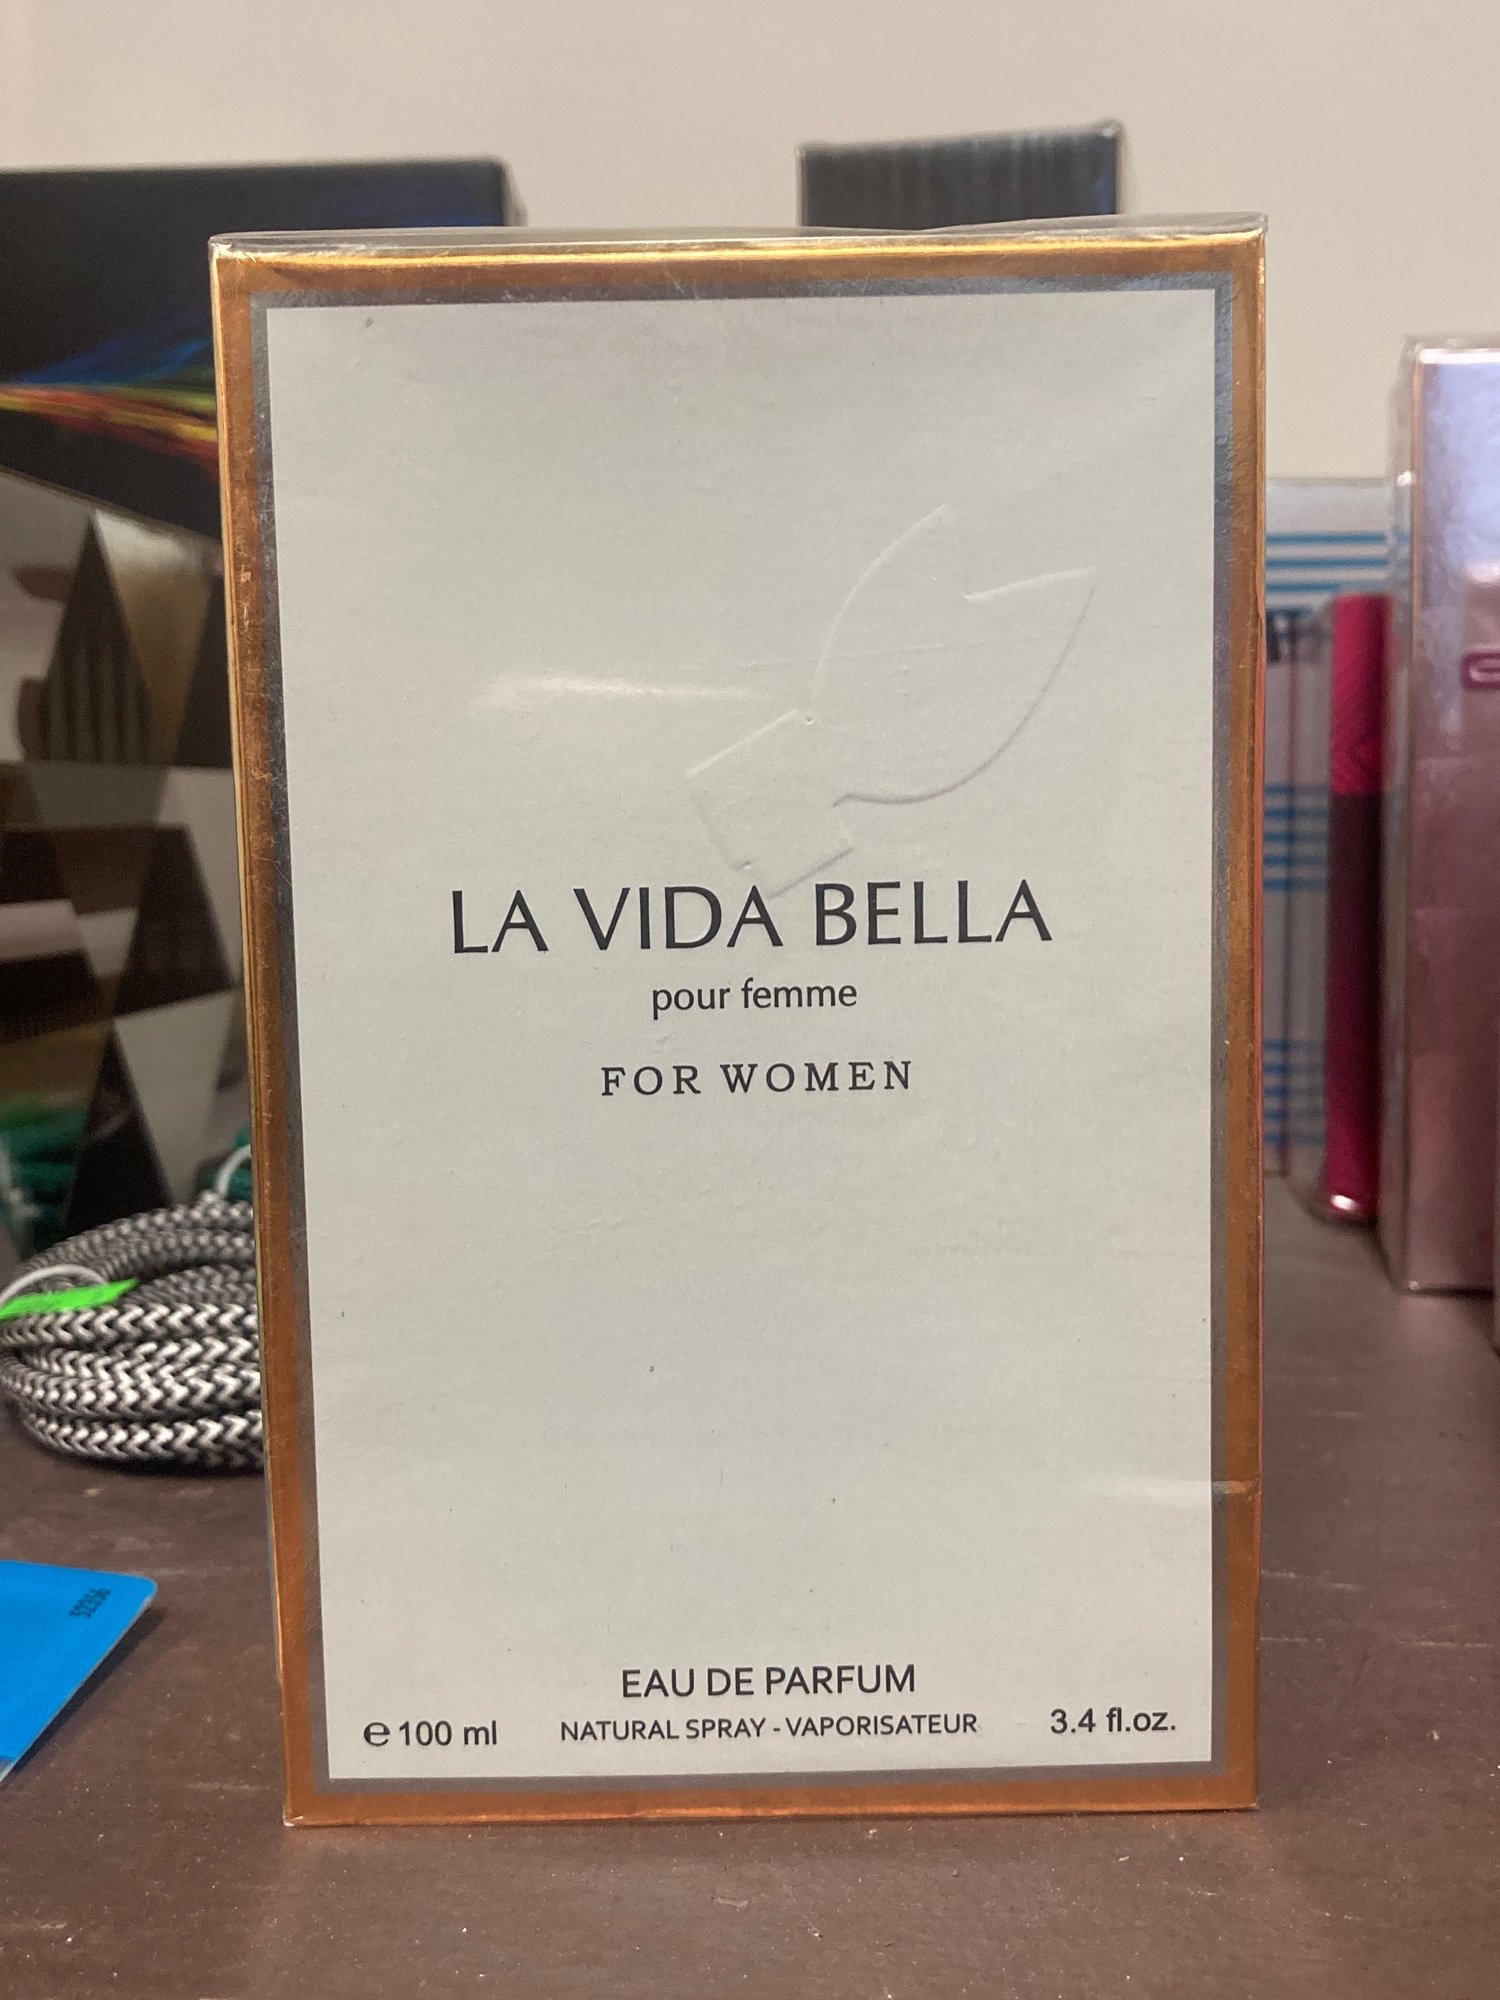 LA VIDA BELLA
pour femme
FOR WOMEN
EAU DE PARFUM
℮ 100 ml NATURAL SPRAY - VAPORISATEUR 3.4 fl.oz.